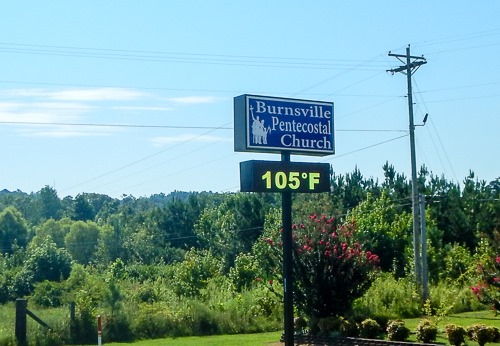 Burnsville
Pentecostal
Church
105°F